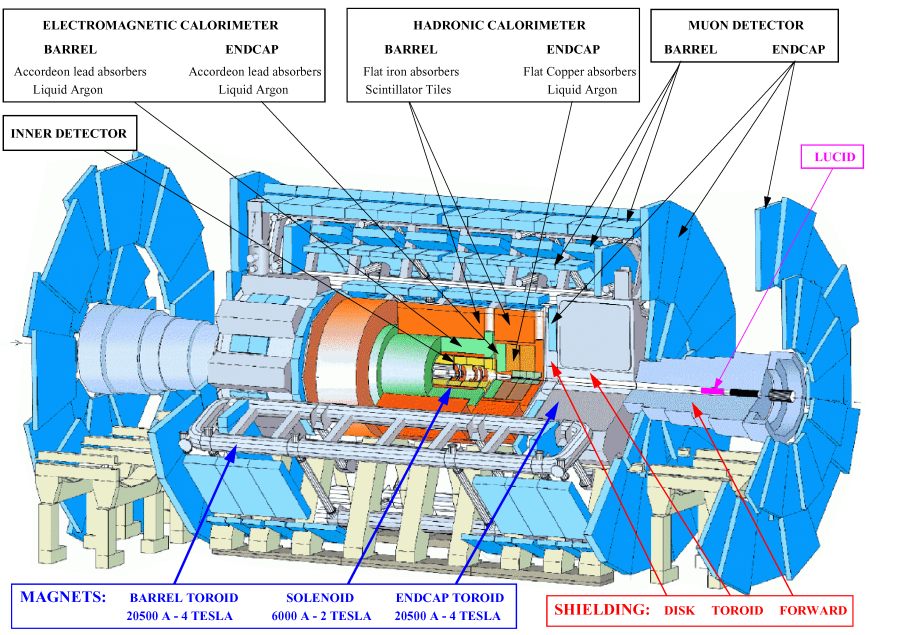 ELECTROMAGNETIC CALORIMETER
BARREL ENDCAP
Accordeon lead absorbers Accordeon lead absorbers
Liquid Argon Liquid Argon
HADRONIC CALORIMETER
BARREL ENDCAP
Flat iron absorbers Flat Copper absorbers
Scintillator Tiles Liquid Argon
MUON DETECTOR
BARREL ENDCAP
INNER DETECTOR
LUCID
MAGNETS: BARREL TOROID SOLENOID ENDCAP TOROID
20500 A - 4 TESLA 6000 A - 2 TESLA 20500 A - 4 TESLA
SHIELDING: DISK TOROID FORWARD